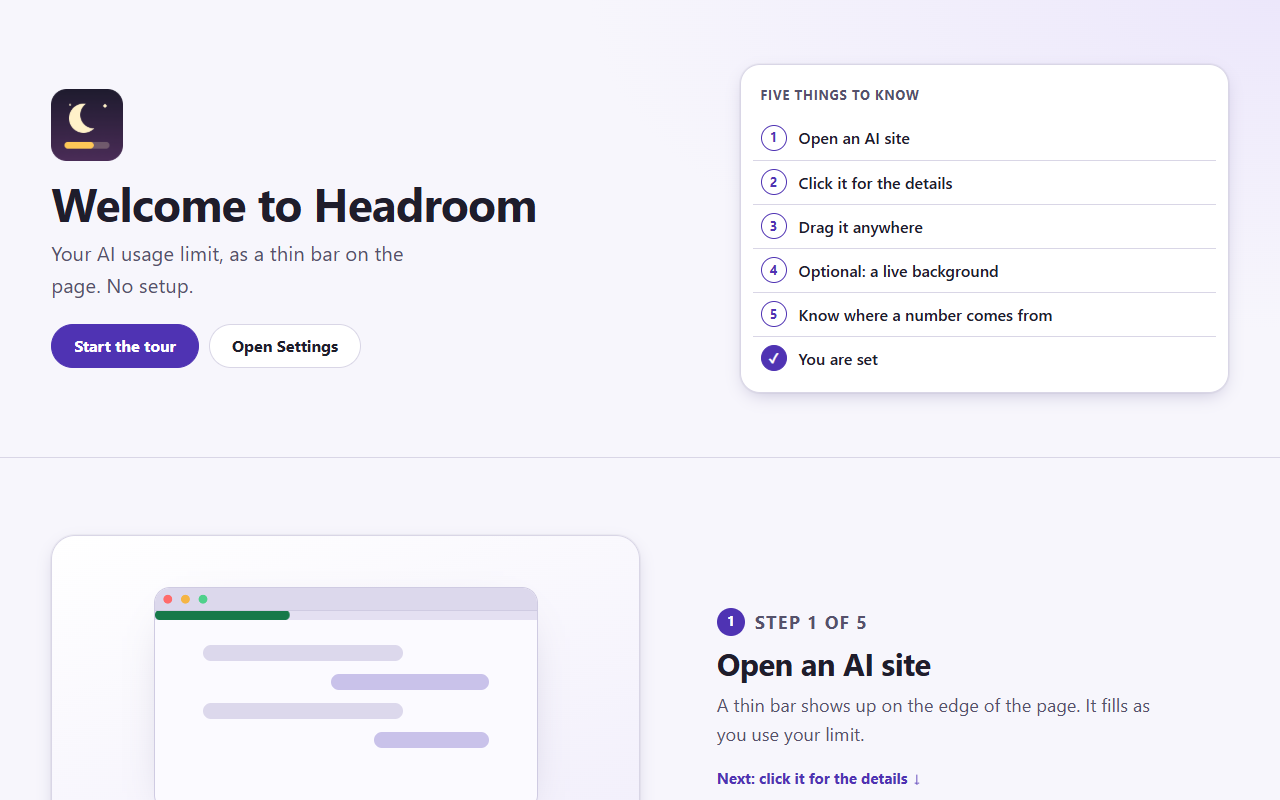 Welcome to Headroom
Your AI usage limit, as a thin bar on the
page. No setup.
Start the tour
Open Settings
FIVE THINGS TO KNOW
1 Open an AI site
2 Click it for the details
3 Drag it anywhere
4 Optional: a live background
5 Know where a number comes from
✓ You are set
1 STEP 1 OF 5
Open an AI site
A thin bar shows up on the edge of the page. It fills as
you use your limit.
Next: click it for the details ↓